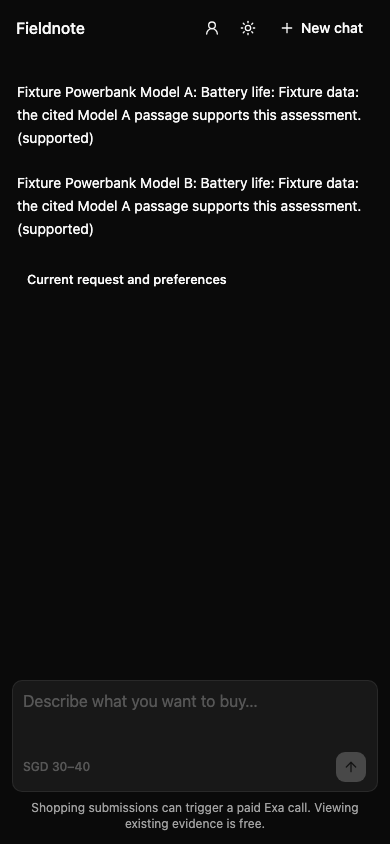 Fieldnote
New chat
Fixture Powerbank Model A: Battery life: Fixture data:
the cited Model A passage supports this assessment.
(supported)
Fixture Powerbank Model B: Battery life: Fixture data:
the cited Model A passage supports this assessment.
(supported)
Current request and preferences
Describe what you want to buy...
SGD 30–40
Shopping submissions can trigger a paid Exa call. Viewing
existing evidence is free.